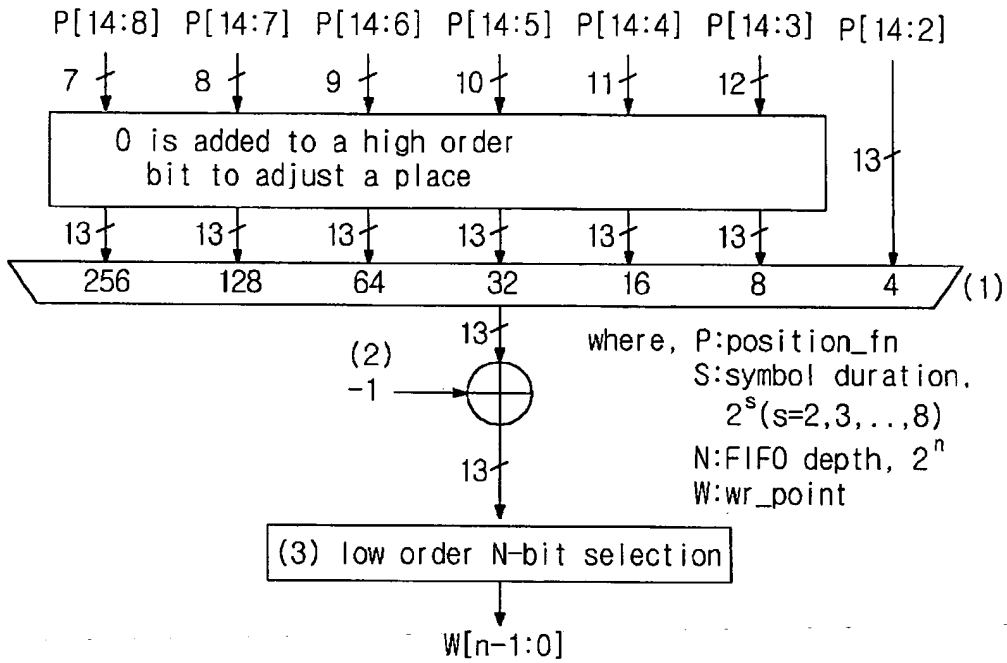 P[14:8] P[14:7] P[14:6] P[14:5] P[14:4] P[14:3] P[14:2]
7 8 9 10 11 12
0 is added to a high order
bit to adjust a place
13
13 13 13 13 13 13
256 128 64 32 16 8 4 (1)
13
where, P:position_fn
(2)
-1
S:symbol duration,
2^s(s=2,3,..,8)
N:FIFO depth, 2^n
13
W:wr_point
(3) low order N-bit selection
W[n-1:0]